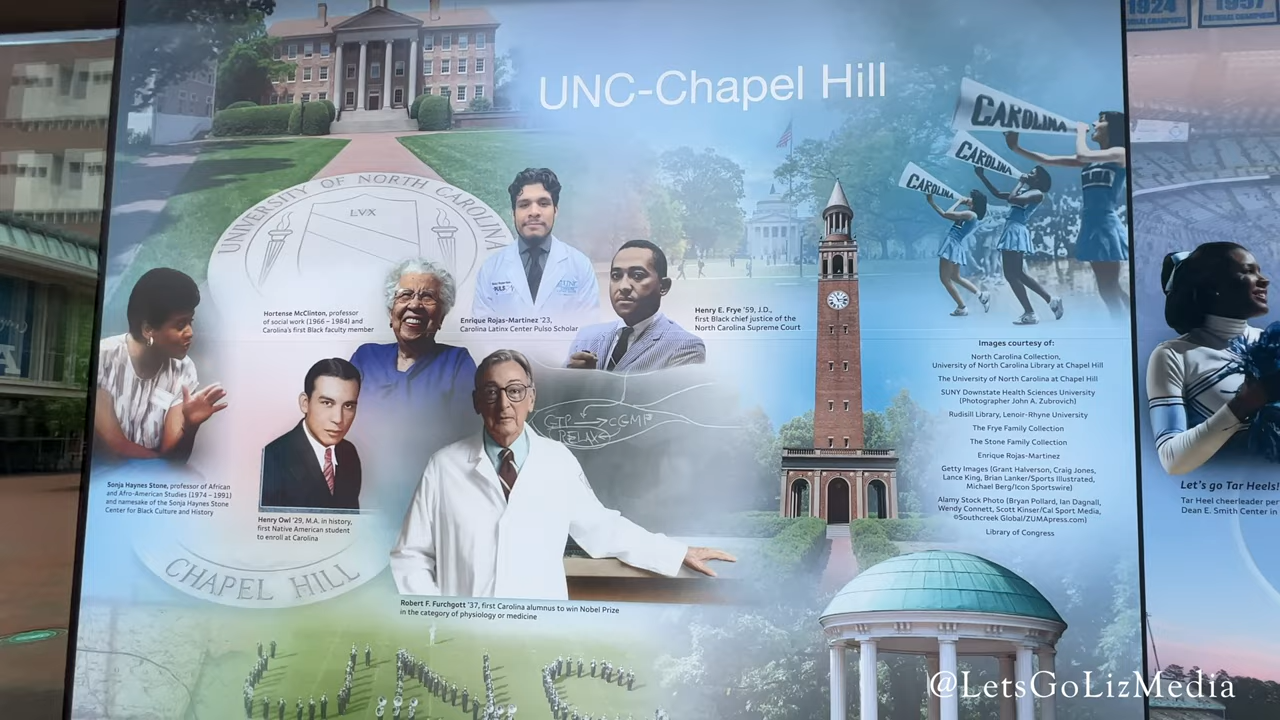 1924
1957
UNC-Chapel Hill
CAROLINA
CAROLINA
CAROLINA
UNIVERSITY OF NORTH CAROLINA
LVX
Hortense McClinton, professor
of social work (1966 – 1984) and
Carolina's first Black faculty member
Enrique Rojas-Martinez '23,
Carolina Latinx Center Pulso Scholar
Henry E. Frye '59, J.D.,
first Black chief justice of the
North Carolina Supreme Court
GTP CGMP
RELAX
Sonja Haynes Stone, professor of African
and Afro-American Studies (1974 – 1991)
and namesake of the Sonja Haynes Stone
Center for Black Culture and History
Henry Owl '29, M.A. in history,
first Native American student
to enroll at Carolina
CHAPEL HILL
Robert F. Furchgott '37, first Carolina alumnus to win Nobel Prize
in the category of physiology or medicine
UNC
Images courtesy of:
North Carolina Collection,
University of North Carolina Library at Chapel Hill
The University of North Carolina at Chapel Hill
SUNY Downstate Health Sciences University
(Photographer John A. Zubrovich)
Rudisill Library, Lenoir-Rhyne University
The Frye Family Collection
The Stone Family Collection
Enrique Rojas-Martinez
Getty Images (Grant Halverson, Craig Jones,
Lance King, Brian Lanker/Sports Illustrated,
Michael Berg/Icon Sportswire)
Alamy Stock Photo (Bryan Pollard, Ian Dagnall,
Wendy Connett, Scott Kinser/Cal Sport Media,
©Southcreek Global/ZUMApress.com)
Library of Congress
Let's go Tar Heels!
Tar Heel cheerleader per
Dean E. Smith Center in
@LetsGoLizMedia